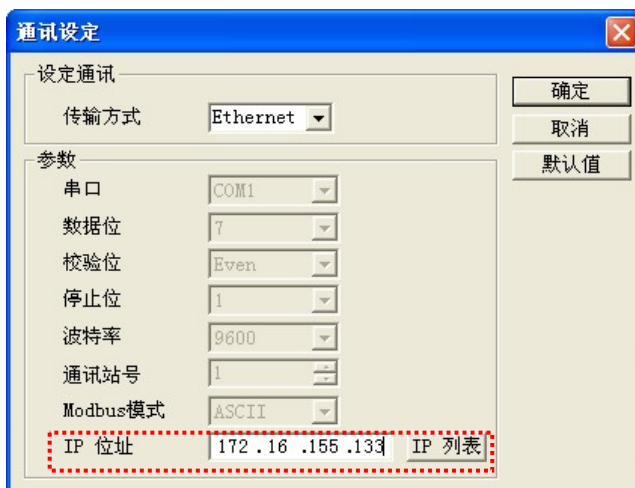 通讯设定
设定通讯
传输方式 Ethernet
确定
取消
默认值
参数
串口 COM1
数据位 7
校验位 Even
停止位 1
波特率 9600
通讯站号 1
Modbus模式 ASCII
IP 位址 172 . 16 . 155 . 133 IP 列表